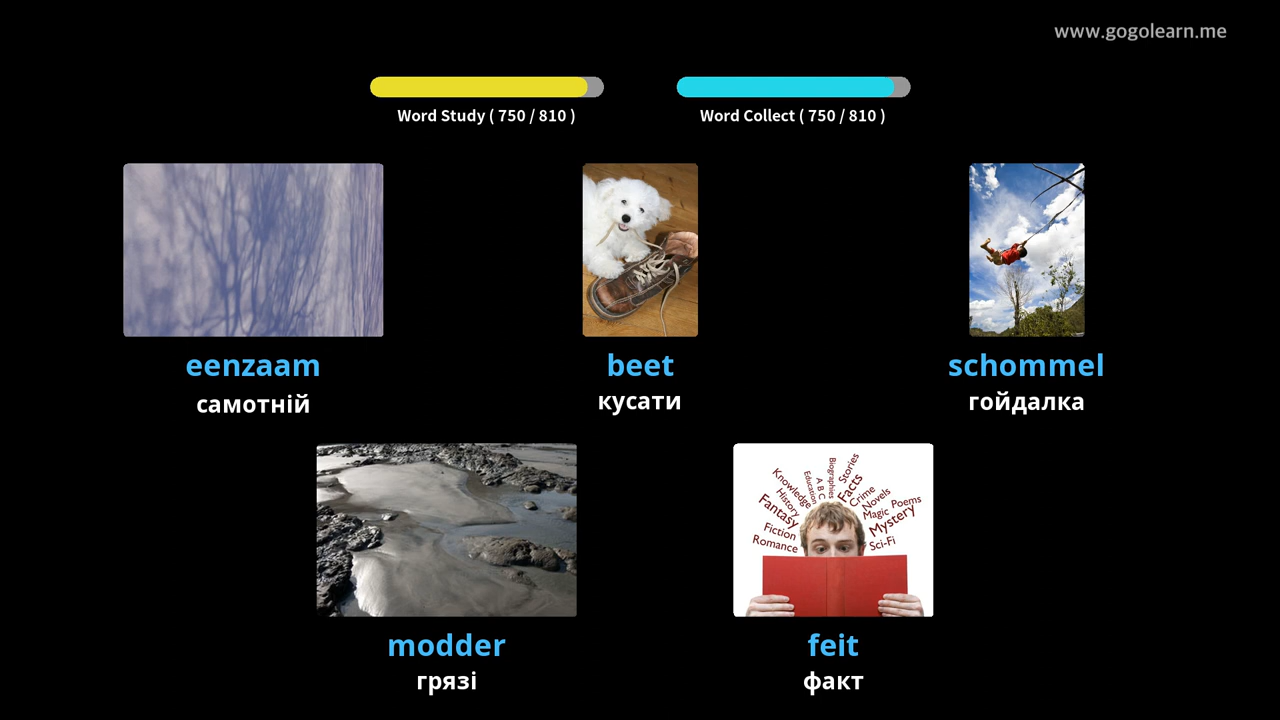 www.gogolearn.me
Word Study ( 750 / 810 )
Word Collect ( 750 / 810 )
eenzaam
самотній
beet
кусати
schommel
гойдалка
modder
грязі
feit
факт
Stories
Biographies
Facts
A B C
Education
Crime
Knowledge
Novels
History
Poems
Magic
Fantasy
Mystery
Fiction
Sci-Fi
Romance